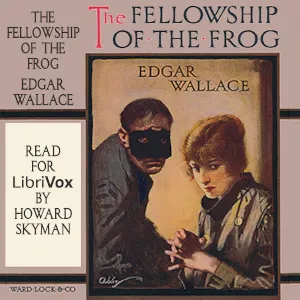 THE
FELLOWSHIP
OF THE
FROG
EDGAR
WALLACE
READ
FOR
LibriVox
BY
HOWARD
SKYMAN
WARD·LOCK·&·CO
The FELLOWSHIP
OF·THE·FROG
EDGAR
WALLACE